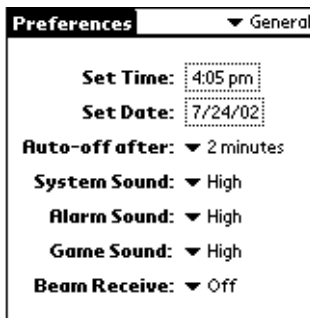 Preferences General
Set Time: 4:05 pm
Set Date: 7/24/02
Auto-off after: 2 minutes
System Sound: High
Alarm Sound: High
Game Sound: High
Beam Receive: Off